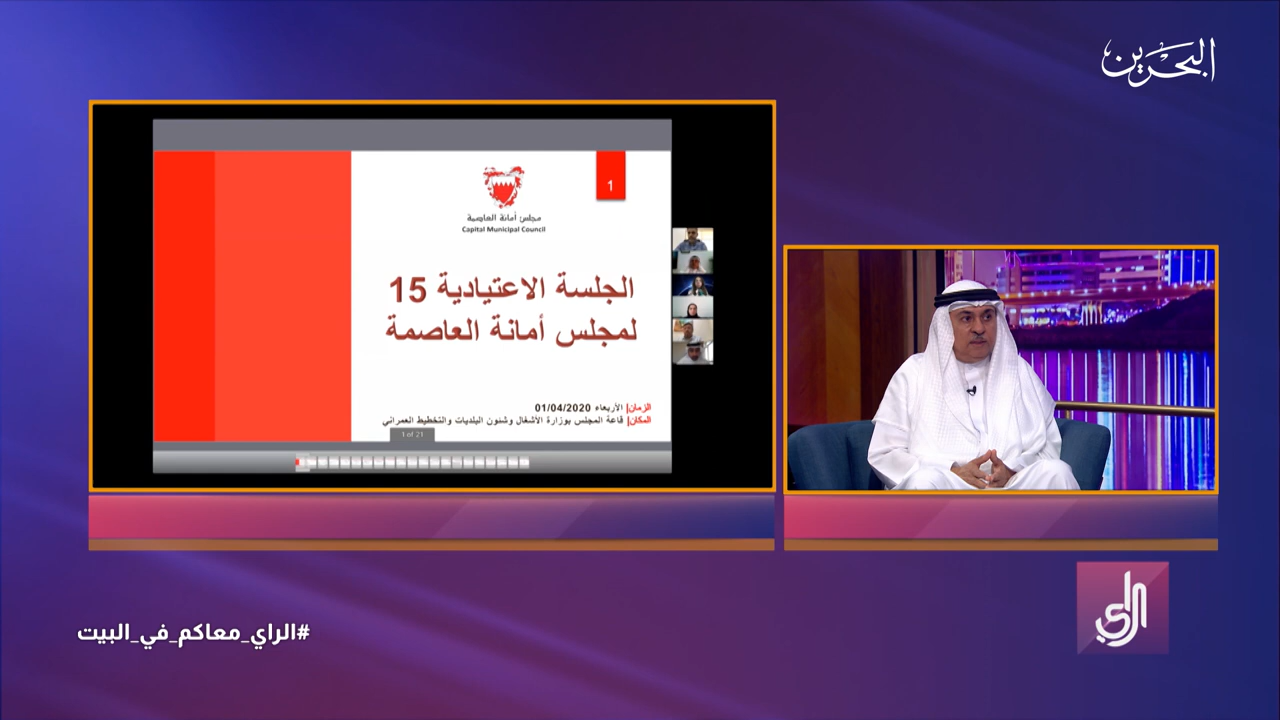 البحرين
1
مجلس أمانة العاصمة
Capital Municipal Council
الجلسة الاعتيادية 15
لمجلس أمانة العاصمة
الزمان| الأربعاء 01/04/2020
المكان| قاعة المجلس بوزارة الأشغال وشئون البلديات والتخطيط العمراني
1 of 21
الراي
#الراي_معاكم_في_البيت